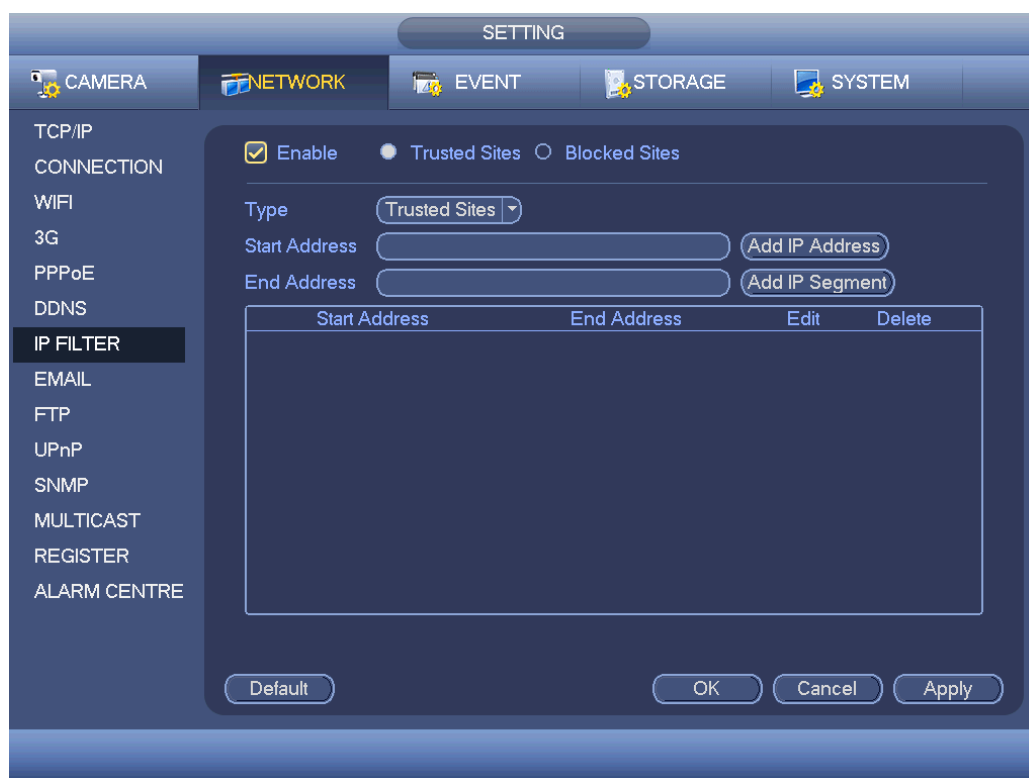 SETTING
CAMERA NETWORK EVENT STORAGE SYSTEM
TCP/IP
CONNECTION
WIFI
3G
PPPoE
DDNS
IP FILTER
EMAIL
FTP
UPnP
SNMP
MULTICAST
REGISTER
ALARM CENTRE
Enable Trusted Sites Blocked Sites
Type Trusted Sites
Start Address Add IP Address
End Address Add IP Segment
Start Address End Address Edit Delete
Default OK Cancel Apply